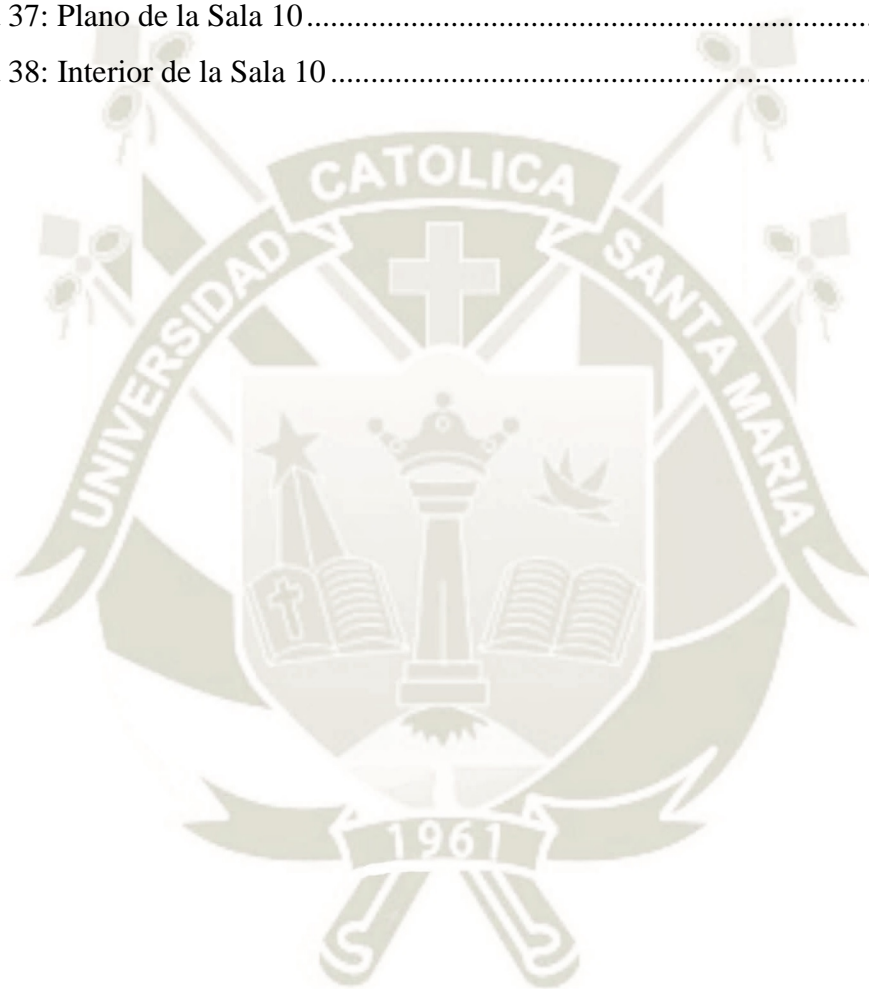 37: Plano de la Sala 10..........................................................................
38: Interior de la Sala 10.......................................................................
CATOLICA
UNIVERSIDAD
SANTA MARIA
1961